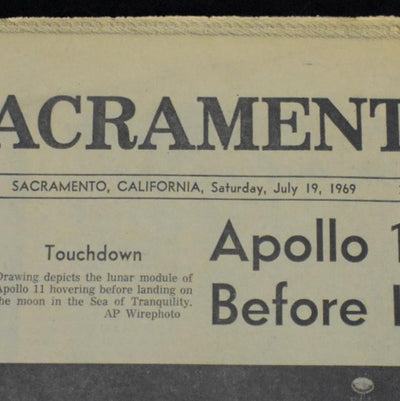 ACRAMENT
SACRAMENTO, CALIFORNIA, Saturday, July 19, 1969
Touchdown
Drawing depicts the lunar module of
Apollo 11 hovering before landing on
the moon in the Sea of Tranquility.
AP Wirephoto
Apollo 1
Before